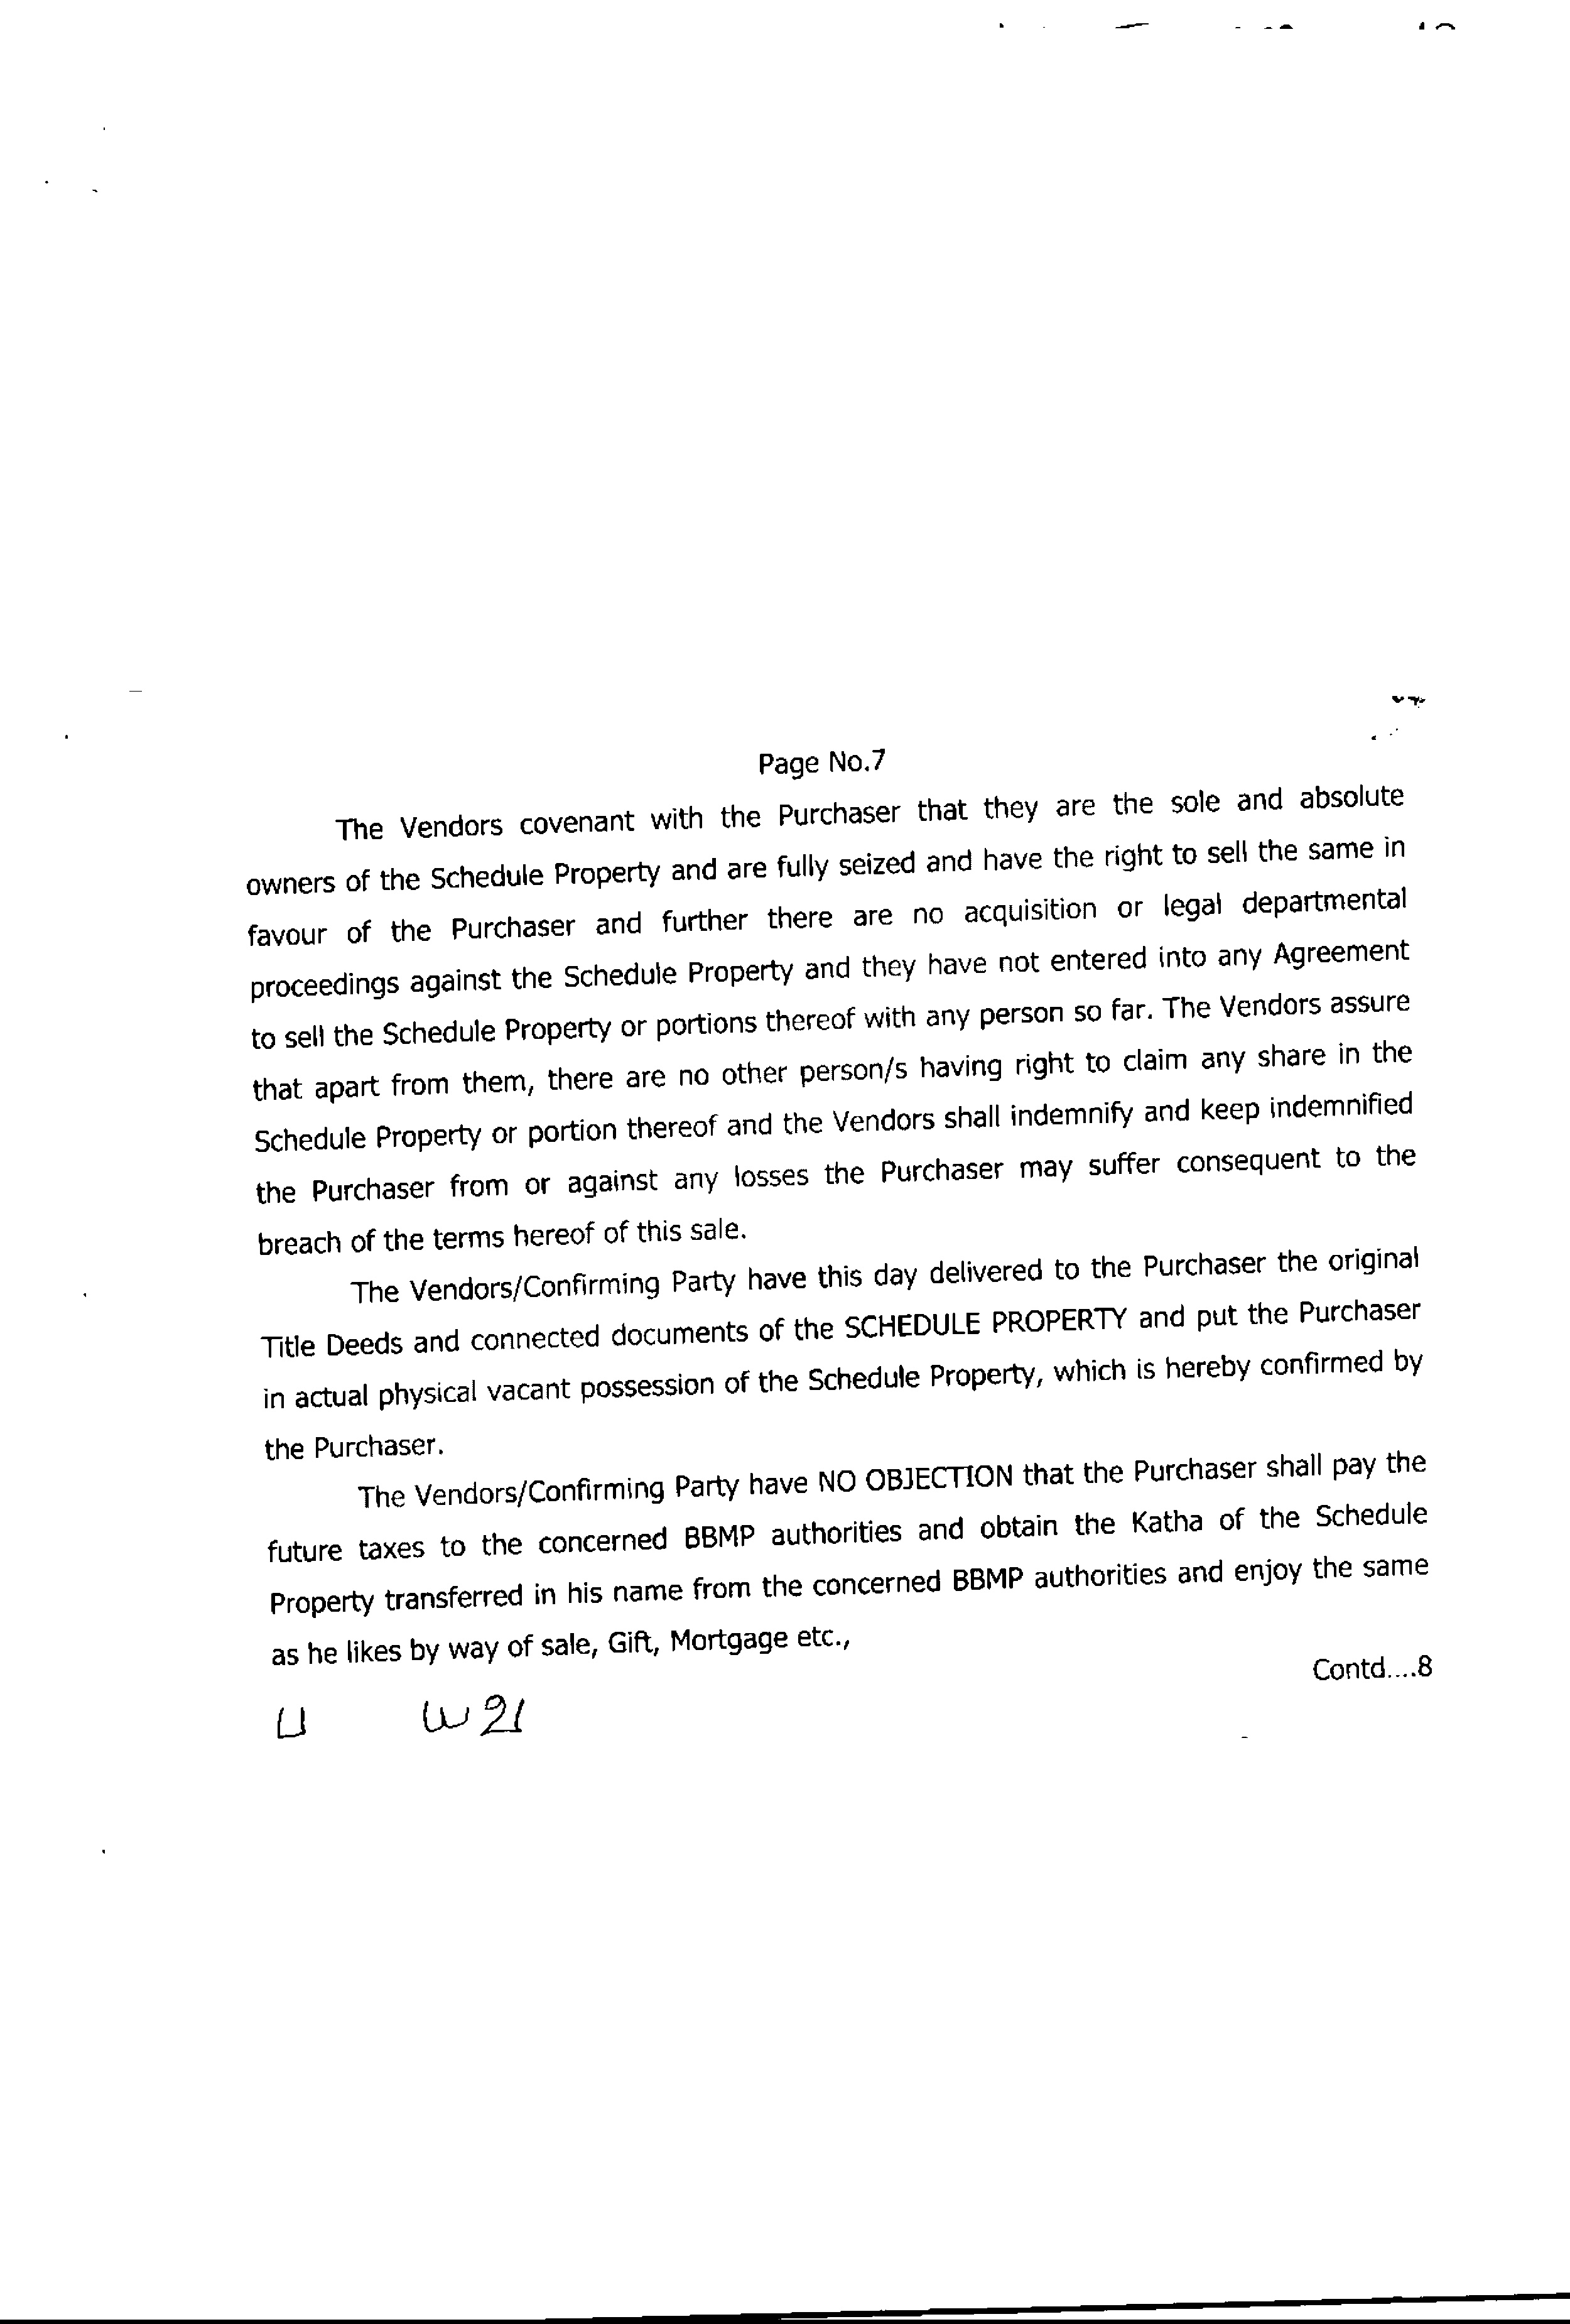 Page No.7
The Vendors covenant with the Purchaser that they are the sole and absolute
owners of the Schedule Property and are fully seized and have the right to sell the same in
favour of the Purchaser and further there are no acquisition or legal departmental
proceedings against the Schedule Property and they have not entered into any Agreement
to sell the Schedule Property or portions thereof with any person so far. The Vendors assure
that apart from them, there are no other person/s having right to claim any share in the
Schedule Property or portion thereof and the Vendors shall indemnify and keep indemnified
the Purchaser from or against any losses the Purchaser may suffer consequent to the
breach of the terms hereof of this sale.
The Vendors/Confirming Party have this day delivered to the Purchaser the original
Title Deeds and connected documents of the SCHEDULE PROPERTY and put the Purchaser
in actual physical vacant possession of the Schedule Property, which is hereby confirmed by
the Purchaser.
The Vendors/Confirming Party have NO OBJECTION that the Purchaser shall pay the
future taxes to the concerned BBMP authorities and obtain the Katha of the Schedule
Property transferred in his name from the concerned BBMP authorities and enjoy the same
as he likes by way of sale, Gift, Mortgage etc.,
Contd....8